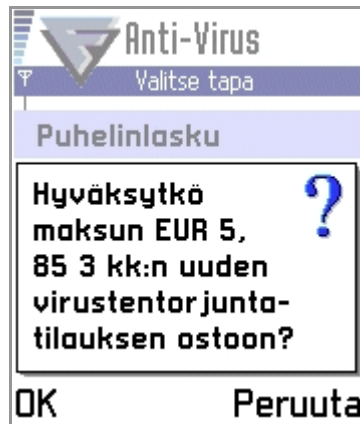 Anti-Virus
Valitse tapa
Puhelinlasku
Hyväksytkö
maksun EUR 5,
85 3 kk:n uuden
virustentorjunta-
tilauksen ostoon?
OK Peruuta